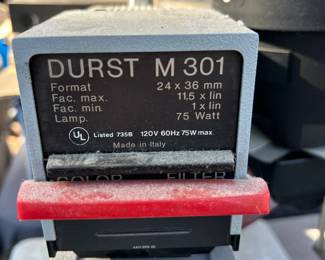 DURST M 301
Format 24 x 36 mm
Fac. max. 11.5 x lin
Fac. min. 1 x lin
Lamp. 75 Watt
UL Listed 735B 120V 60Hz 75W max.
Made in Italy
COLOR FILTER